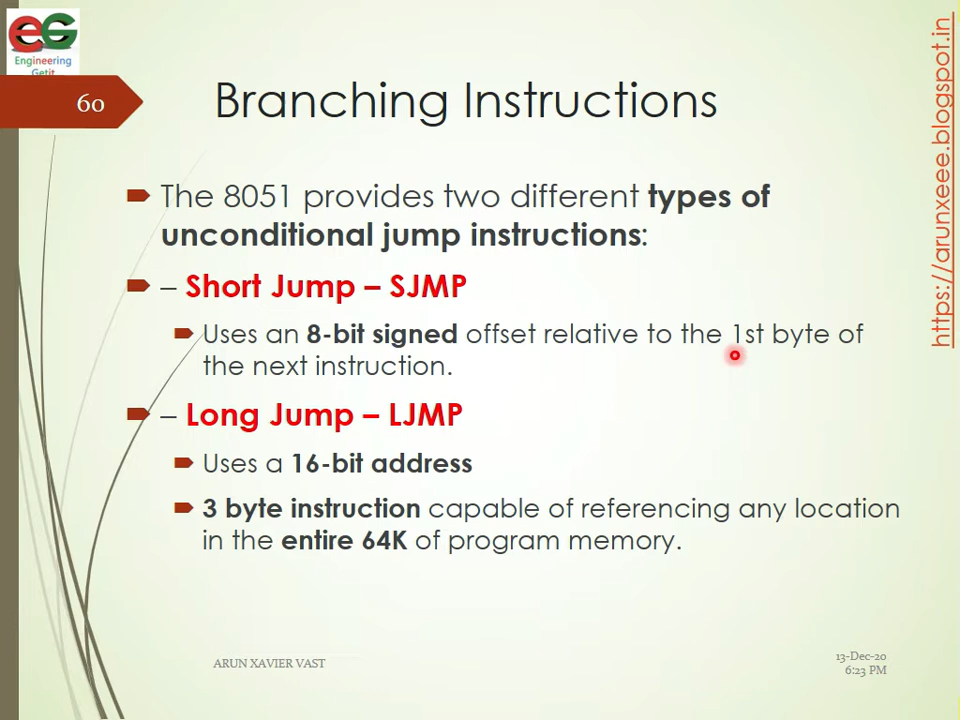 eG
Engineering
Getit
60
Branching Instructions
https://arunxeee.blogspot.in
The 8051 provides two different types of
unconditional jump instructions:
– Short Jump – SJMP
Uses an 8-bit signed offset relative to the 1st byte of
the next instruction.
– Long Jump – LJMP
Uses a 16-bit address
3 byte instruction capable of referencing any location
in the entire 64K of program memory.
ARUN XAVIER VAST
13-Dec-20
6:23 PM